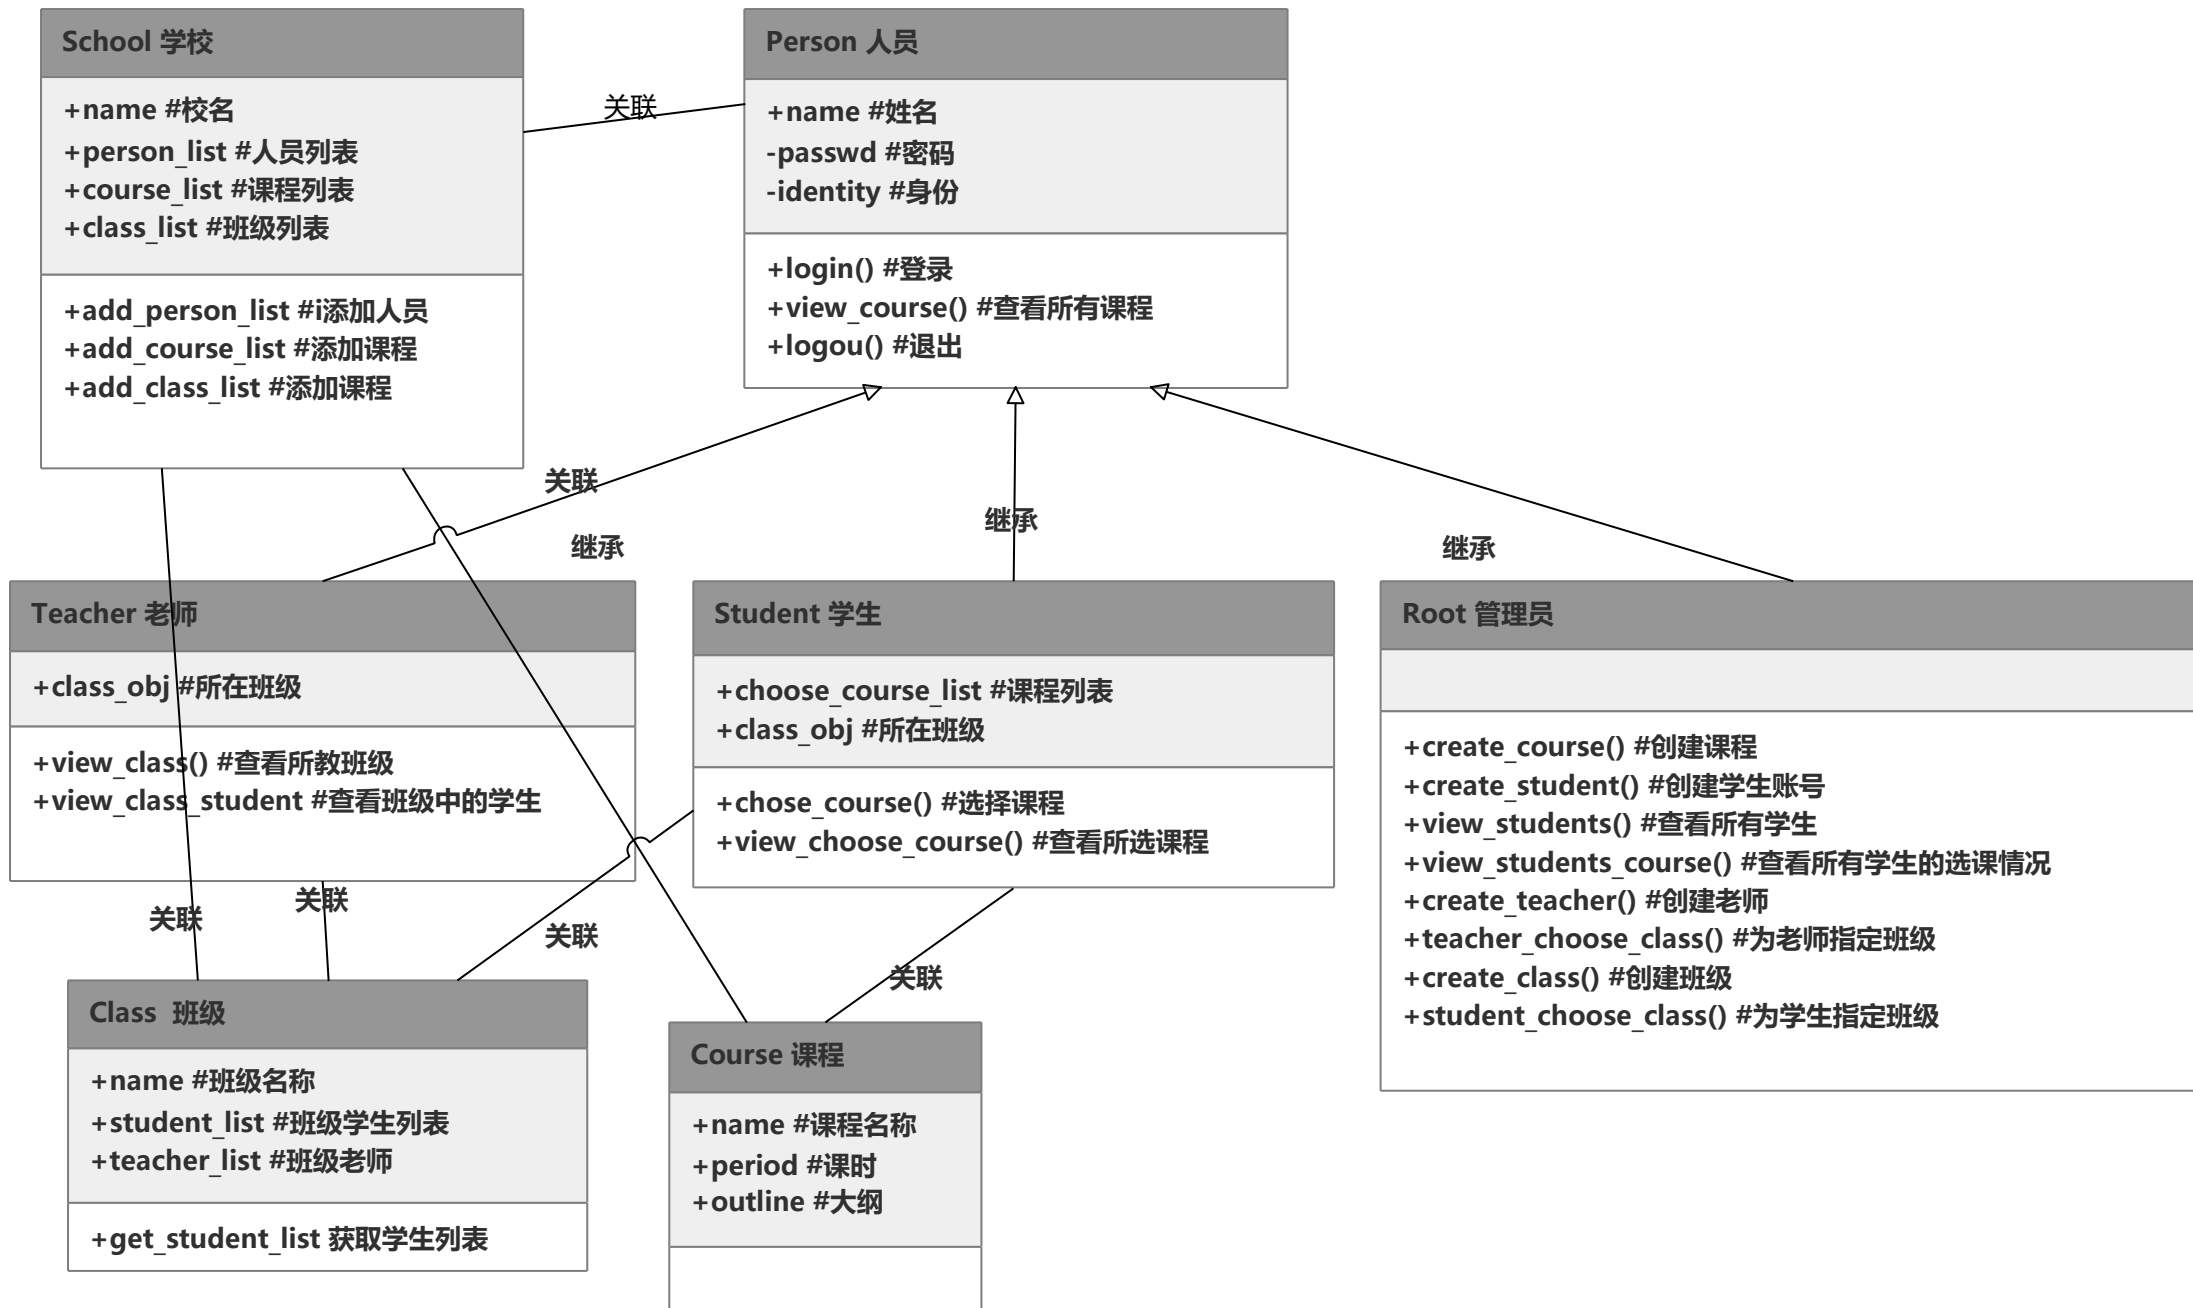 School 学校
+name #校名
+person_list #人员列表
+course_list #课程列表
+class_list #班级列表
+add_person_list #i添加人员
+add_course_list #添加课程
+add_class_list #添加课程
关联
Person 人员
+name #姓名
-passwd #密码
-identity #身份
+login() #登录
+view_course() #查看所有课程
+logou() #退出
关联
继承
继承
继承
Teacher 老师
+class_obj #所在班级
+view_class() #查看所教班级
+view_class_student #查看班级中的学生
Student 学生
+choose_course_list #课程列表
+class_obj #所在班级
+chose_course() #选择课程
+view_choose_course() #查看所选课程
Root 管理员
+create_course() #创建课程
+create_student() #创建学生账号
+view_students() #查看所有学生
+view_students_course() #查看所有学生的选课情况
+create_teacher() #创建老师
+teacher_choose_class() #为老师指定班级
+create_class() #创建班级
+student_choose_class() #为学生指定班级
关联
关联
关联
关联
Class 班级
+name #班级名称
+student_list #班级学生列表
+teacher_list #班级老师
+get_student_list 获取学生列表
Course 课程
+name #课程名称
+period #课时
+outline #大纲